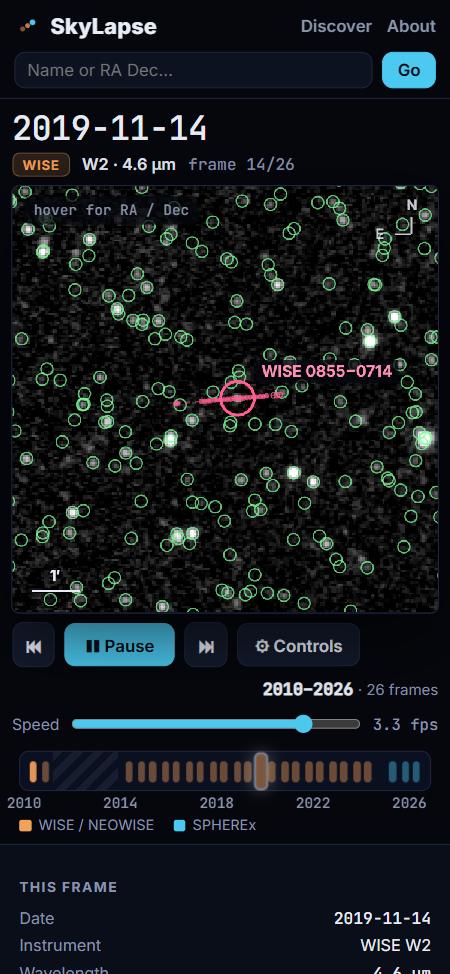 SkyLapse Discover About
Name or RA Dec... Go
2019-11-14
WISE W2 · 4.6 µm frame 14/26
hover for RA / Dec
N
E
WISE 0855−0714
1′
Pause Controls
2010–2026 · 26 frames
Speed 3.3 fps
2010 2014 2018 2022 2026
WISE / NEOWISE SPHEREx
THIS FRAME
Date 2019-11-14
Instrument WISE W2
Wavelength 4.6 µm